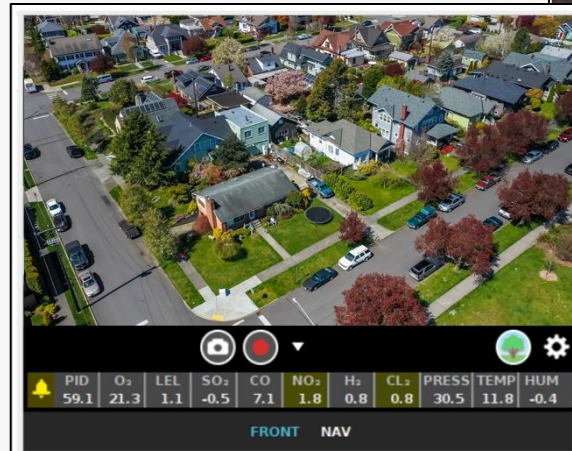 PID O₂ LEL SO₂ CO NO₂ H₂ CL₂ PRESS TEMP HUM
59.1 21.3 1.1 -0.5 7.1 1.8 0.8 0.8 30.5 11.8 -0.4
FRONT NAV